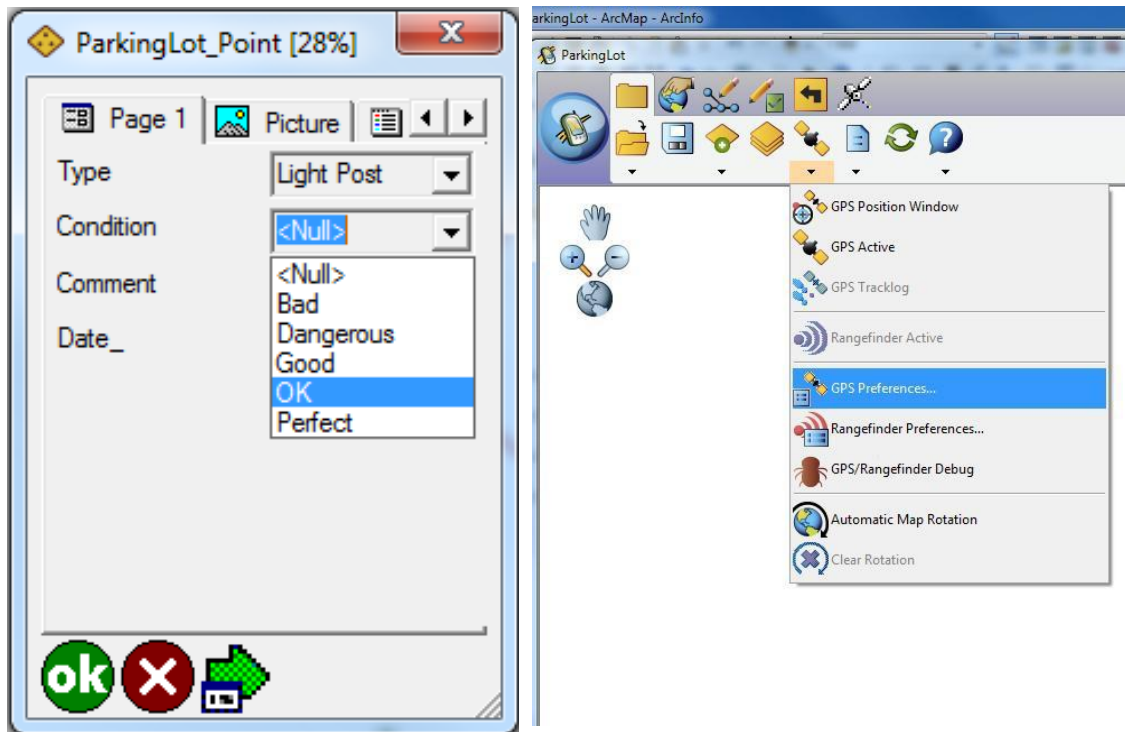 ParkingLot_Point [28%]
Page 1 Picture
Type Light Post
Condition <Null>
<Null>
Comment
Bad
Dangerous
Date_
Good
OK
Perfect
ok
arkingLot - ArcMap - ArcInfo
ParkingLot
GPS Position Window
GPS Active
GPS Tracklog
Rangefinder Active
GPS Preferences...
Rangefinder Preferences...
GPS/Rangefinder Debug
Automatic Map Rotation
Clear Rotation